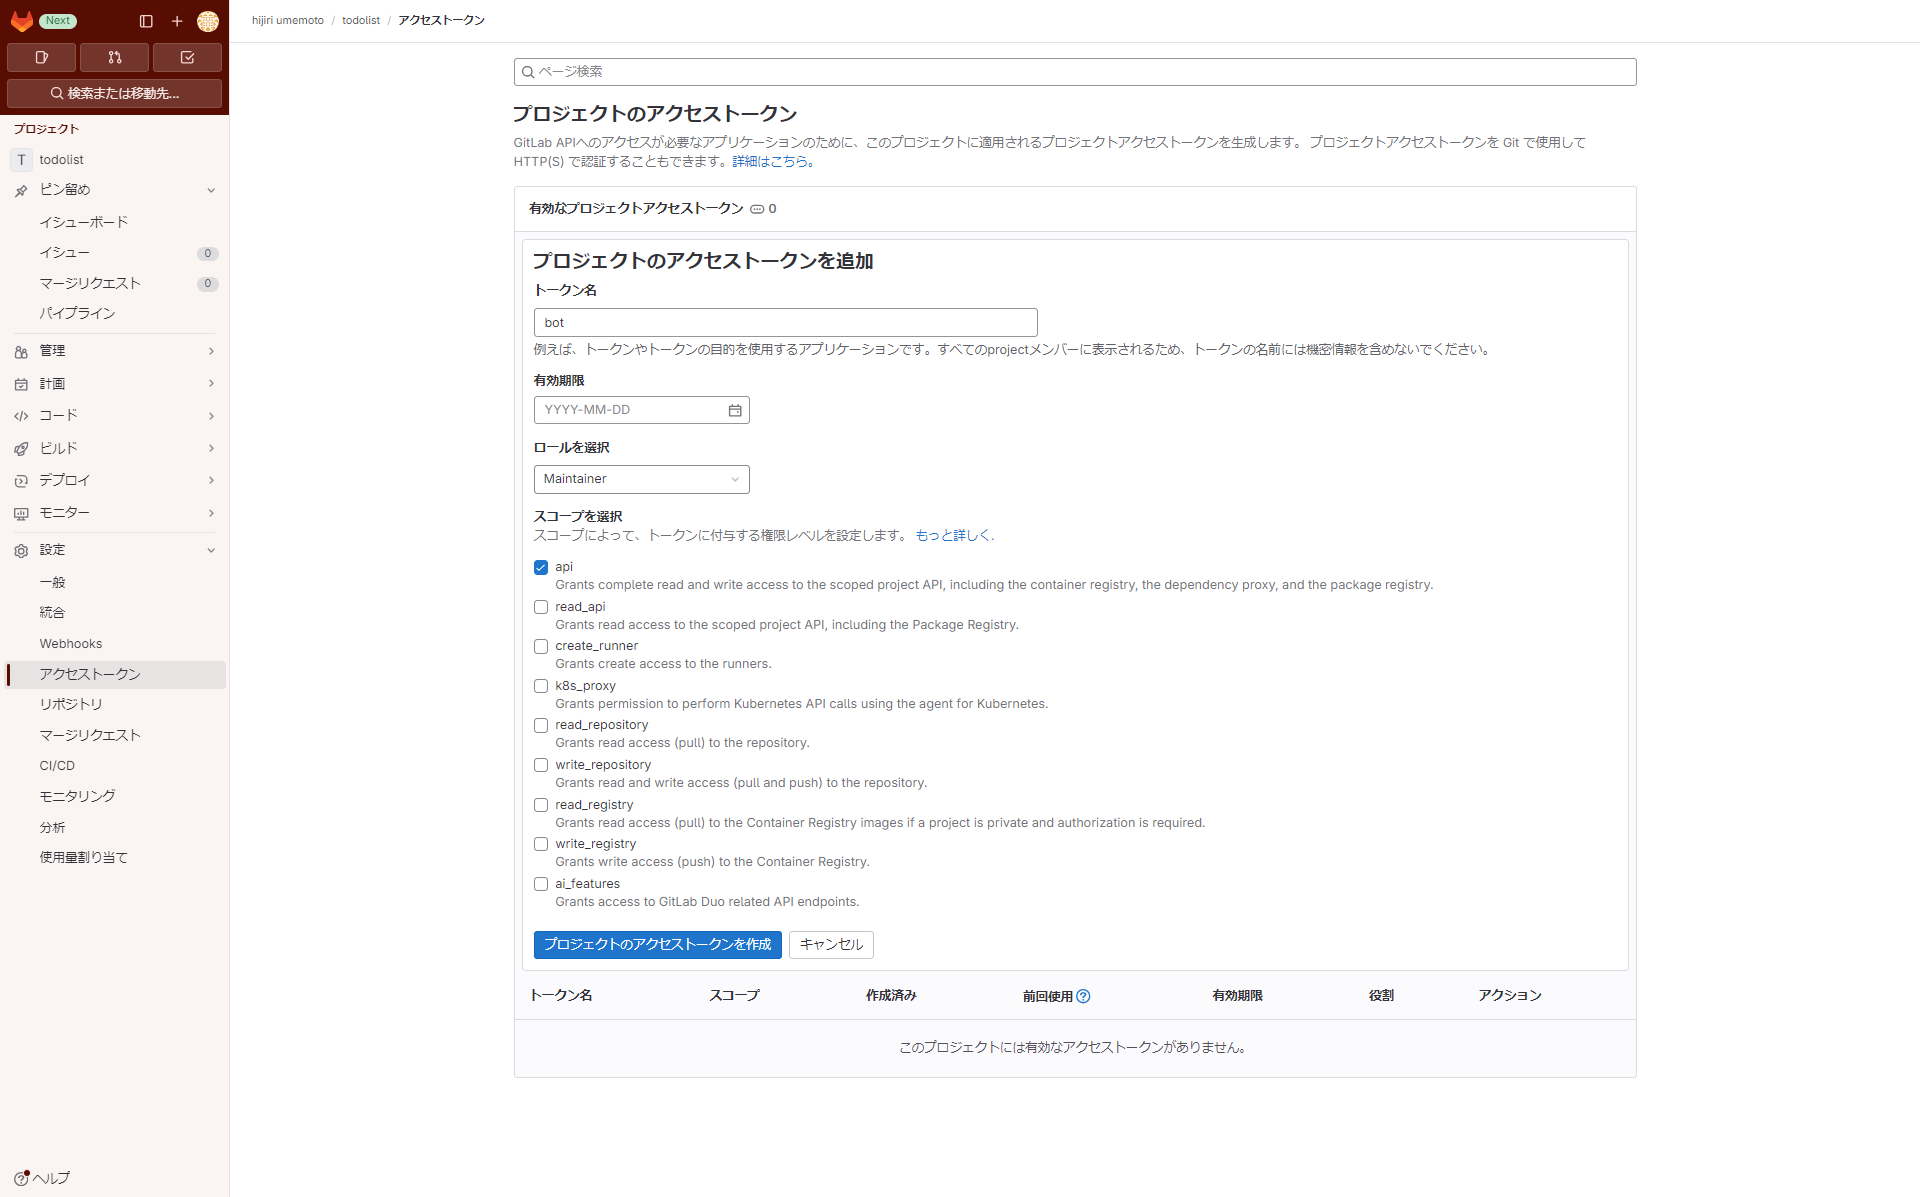 Next
検索または移動先...
プロジェクト
T todolist
ピン留め
イシューボード
イシュー 0
マージリクエスト 0
パイプライン
管理
計画
コード
ビルド
デプロイ
モニター
設定
一般
統合
Webhooks
アクセストークン
リポジトリ
マージリクエスト
CI/CD
モニタリング
分析
使用量割り当て
ヘルプ
hijiri umemoto / todolist / アクセストークン
ページ検索
プロジェクトのアクセストークン
GitLab APIへのアクセスが必要なアプリケーションのために、このプロジェクトに適用されるプロジェクトアクセストークンを生成します。 プロジェクトアクセストークンを Git で使用して
HTTP(S) で認証することもできます。詳細はこちら。
有効なプロジェクトアクセストークン 0
プロジェクトのアクセストークンを追加
トークン名
bot
例えば、トークンやトークンの目的を使用するアプリケーションです。すべてのprojectメンバーに表示されるため、トークンの名前には機密情報を含めないでください。
有効期限
YYYY-MM-DD
ロールを選択
Maintainer
スコープを選択
スコープによって、トークンに付与する権限レベルを設定します。 もっと詳しく.
api
Grants complete read and write access to the scoped project API, including the container registry, the dependency proxy, and the package registry.
read_api
Grants read access to the scoped project API, including the Package Registry.
create_runner
Grants create access to the runners.
k8s_proxy
Grants permission to perform Kubernetes API calls using the agent for Kubernetes.
read_repository
Grants read access (pull) to the repository.
write_repository
Grants read and write access (pull and push) to the repository.
read_registry
Grants read access (pull) to the Container Registry images if a project is private and authorization is required.
write_registry
Grants write access (push) to the Container Registry.
ai_features
Grants access to GitLab Duo related API endpoints.
プロジェクトのアクセストークンを作成 キャンセル
トークン名 スコープ 作成済み 前回使用 有効期限 役割 アクション
このプロジェクトには有効なアクセストークンがありません。